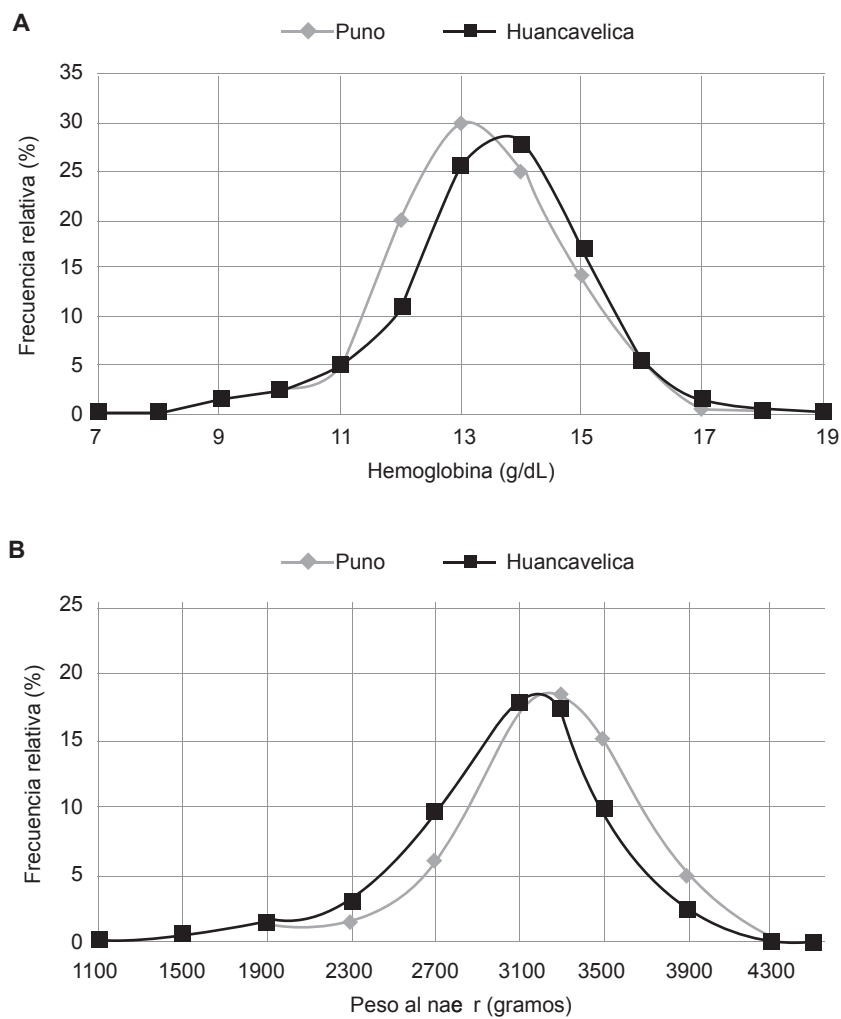 A
Puno Huancavelica
35
30
25
20
15
10
5
0
Frecuencia relativa (%)
7 9 11 13 15 17 19
Hemoglobina (g/dL)
B
Puno Huancavelica
25
20
15
10
5
0
Frecuencia relativa (%)
1100 1500 1900 2300 2700 3100 3500 3900 4300
Peso al nae r (gramos)